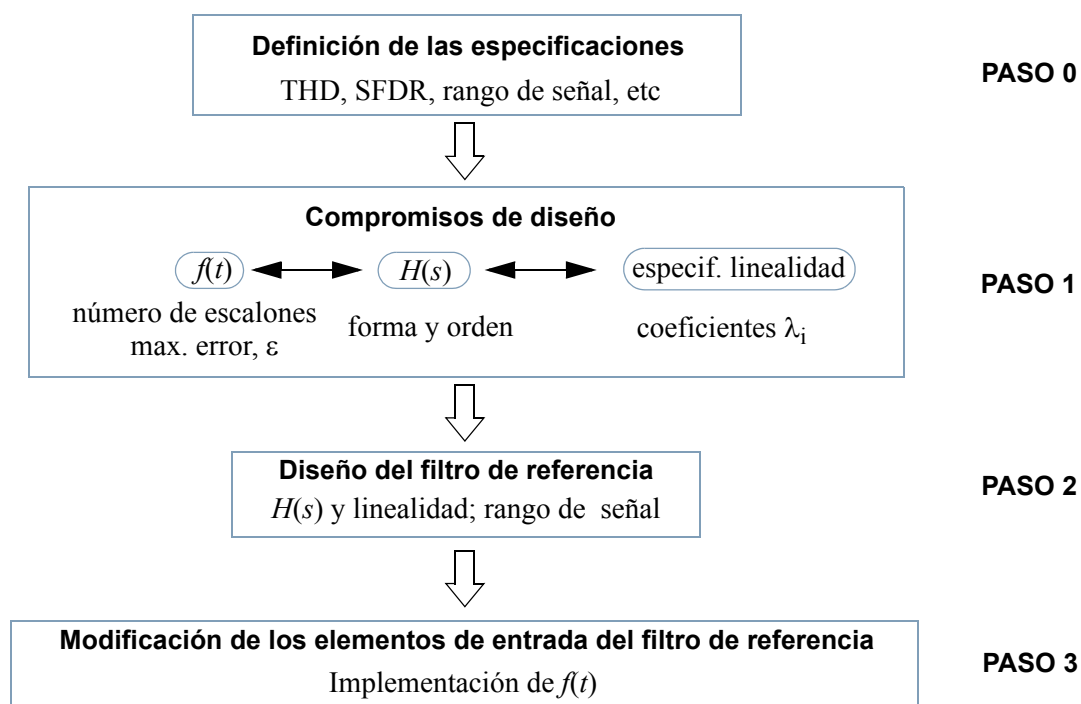 Definición de las especificaciones
THD, SFDR, rango de señal, etc
PASO 0
Compromisos de diseño
f(t)
H(s)
especif. linealidad
número de escalones
max. error, ε
forma y orden
coeficientes λi
PASO 1
Diseño del filtro de referencia
H(s) y linealidad; rango de señal
PASO 2
Modificación de los elementos de entrada del filtro de referencia
Implementación de f(t)
PASO 3